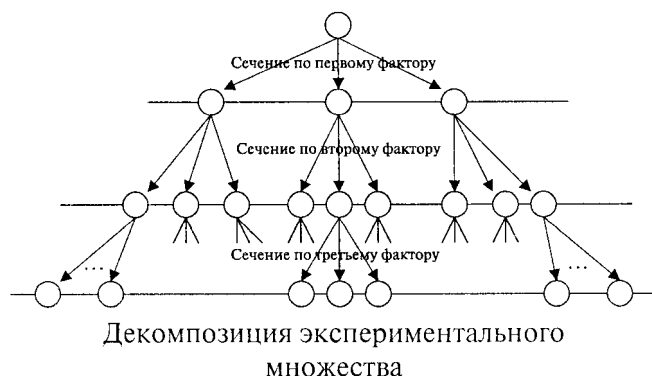 Сечение по первому фактору
Сечение по второму фактору
... ...
Сечение по третьему фактору
Декомпозиция экспериментального
множества